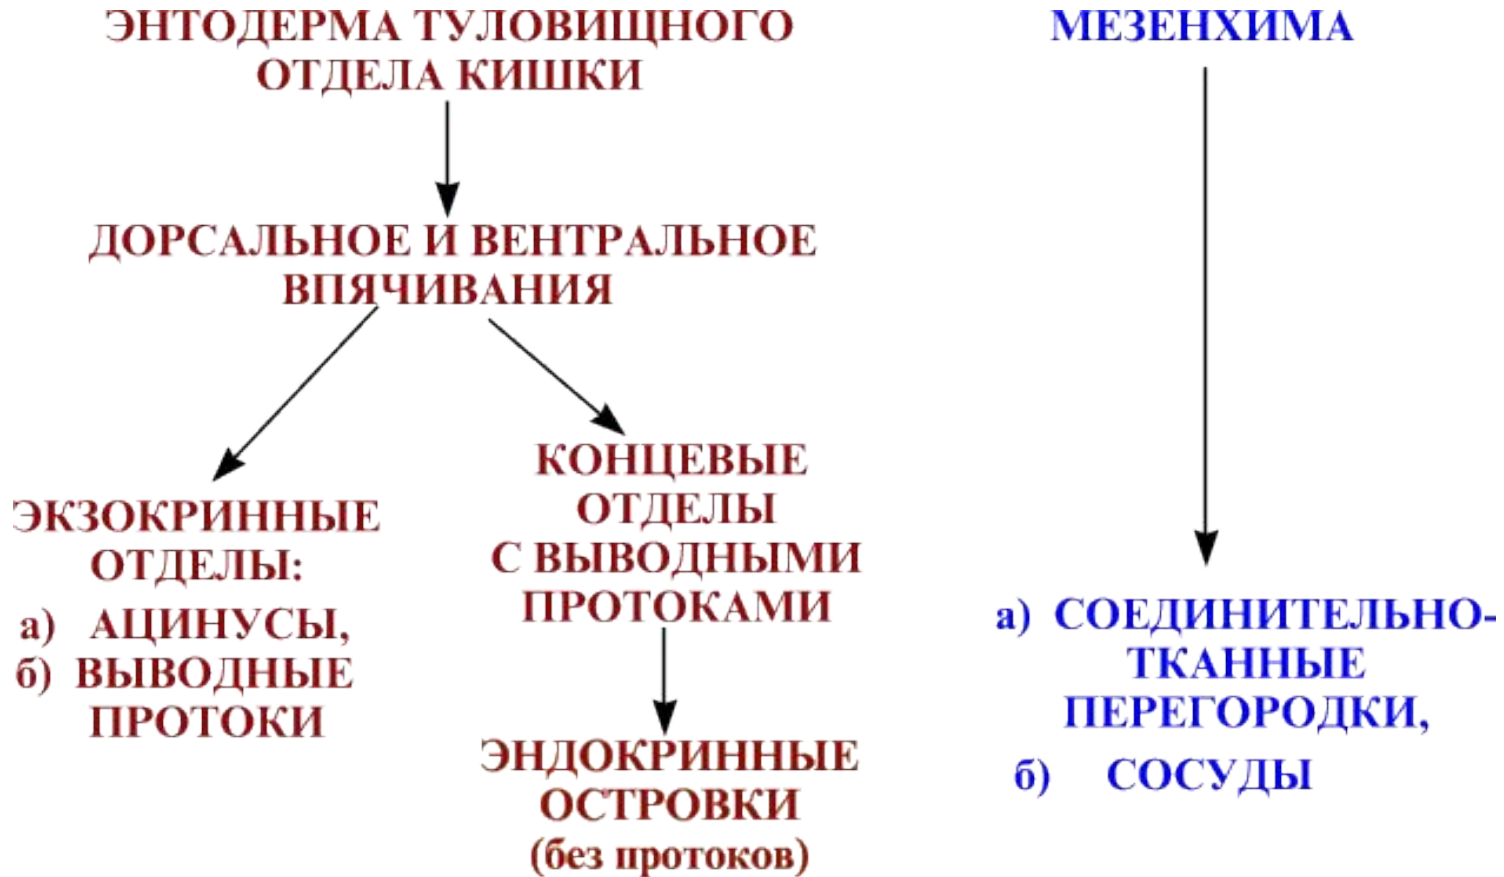 ЭНТОДЕРМА ТУЛОВИЩНОГО
ОТДЕЛА КИШКИ
МЕЗЕНХИМА
ДОРСАЛЬНОЕ И ВЕНТРАЛЬНОЕ
ВПЯЧИВАНИЯ
ЭКЗОКРИННЫЕ
ОТДЕЛЫ:
а) АЦИНУСЫ,
б) ВЫВОДНЫЕ
ПРОТОКИ
КОНЦЕВЫЕ
ОТДЕЛЫ
С ВЫВОДНЫМИ
ПРОТОКАМИ
ЭНДОКРИННЫЕ
ОСТРОВКИ
(без протоков)
а) СОЕДИНИТЕЛЬНО-
ТКАННЫЕ
ПЕРЕГОРОДКИ,
б) СОСУДЫ